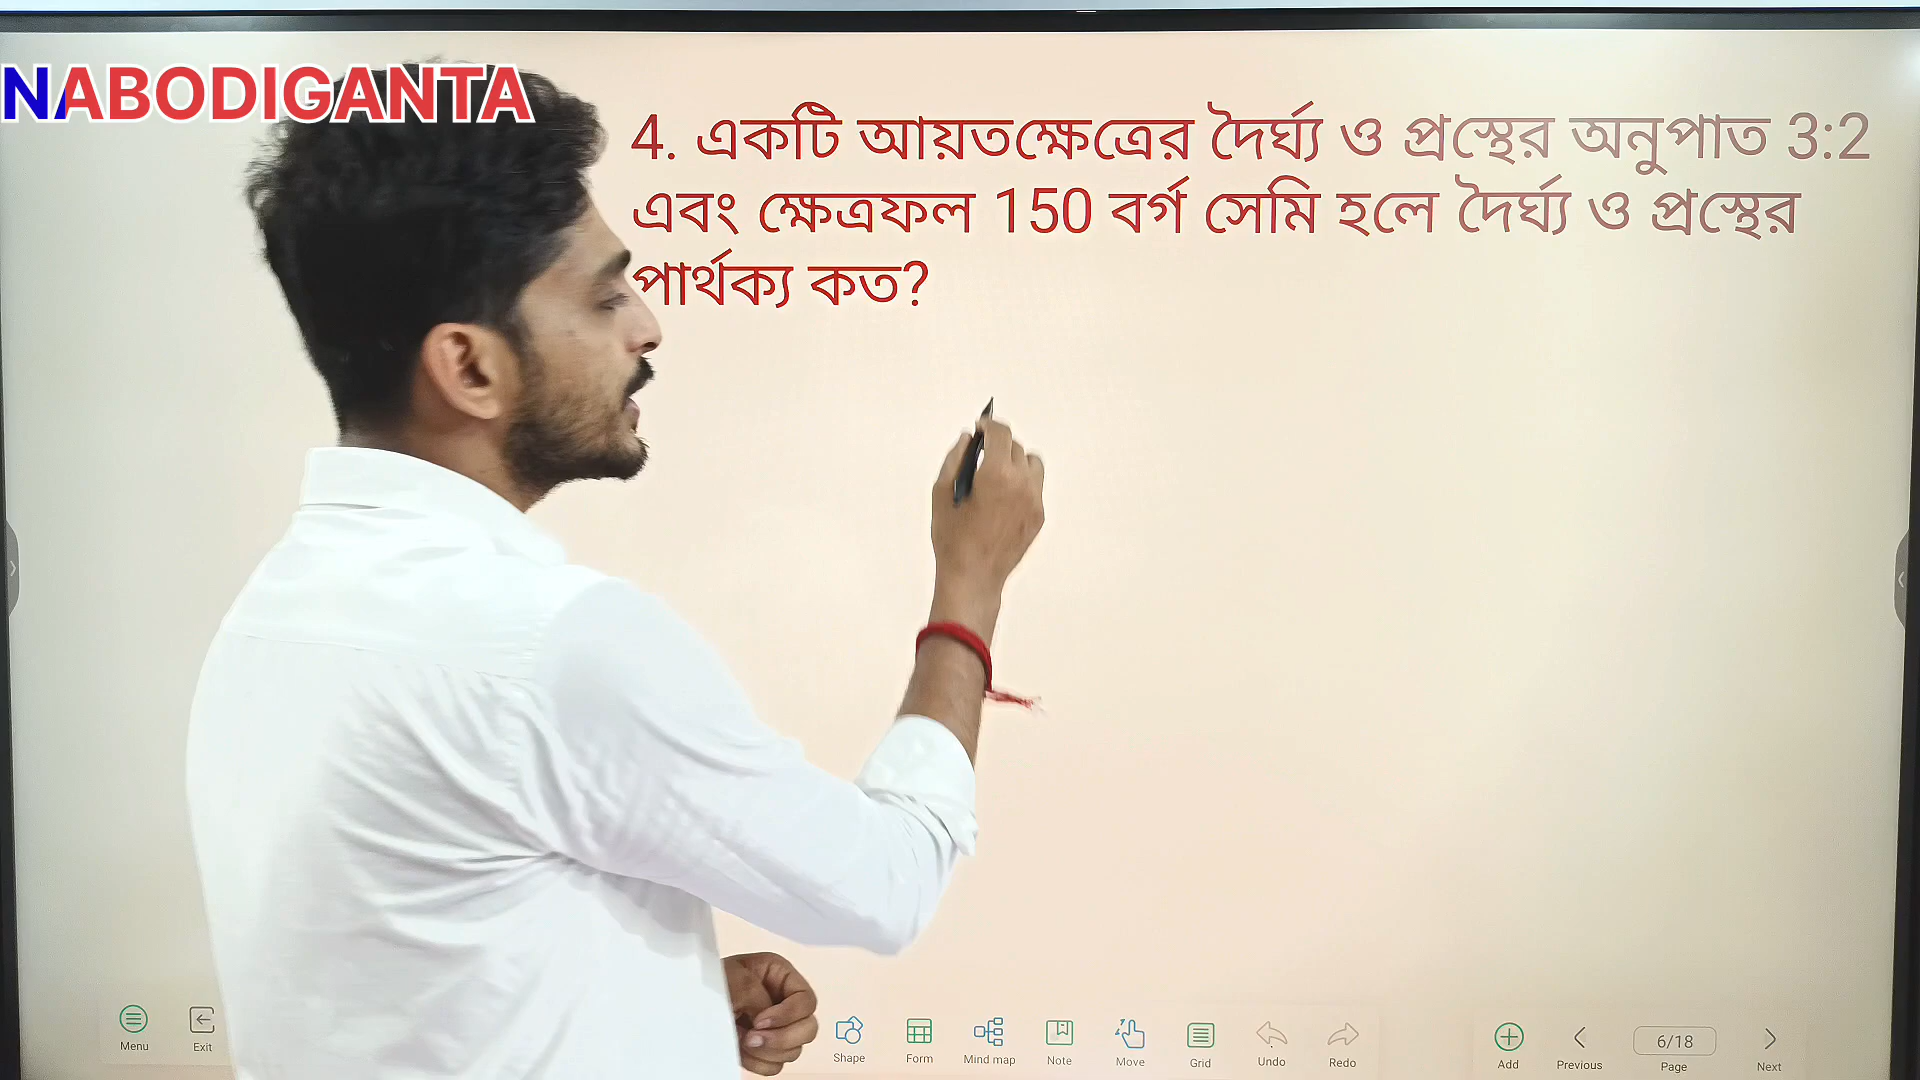 NABODIGANTA
4. একটি আয়তক্ষেত্রের দৈর্ঘ্য ও প্রস্থের অনুপাত 3:2
এবং ক্ষেত্রফল 150 বর্গ সেমি হলে দৈর্ঘ্য ও প্রস্থের
পার্থক্য কত?
Menu Exit Shape Form Mind map Note Move Grid Undo Redo Add Previous 6/18 Page Next